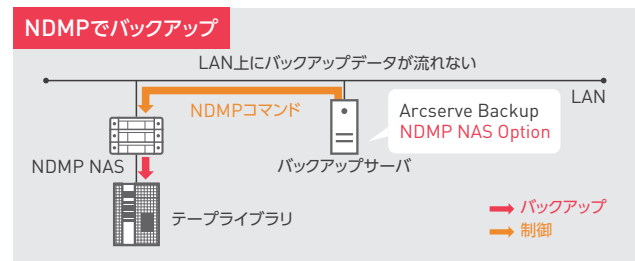 NDMPでバックアップ
LAN上にバックアップデータが流れない
LAN
NDMPコマンド
Arcserve Backup
NDMP NAS Option
NDMP NAS
バックアップサーバ
テープライブラリ
バックアップ
制御